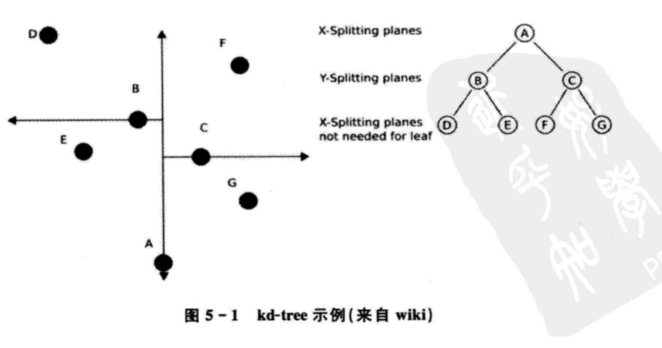 D
F
B
E
C
G
A
X-Splitting planes
Y-Splitting planes
X-Splitting planes
not needed for leaf
A
B
C
D
E
F
G
图 5-1 kd-tree 示例(来自 wiki)